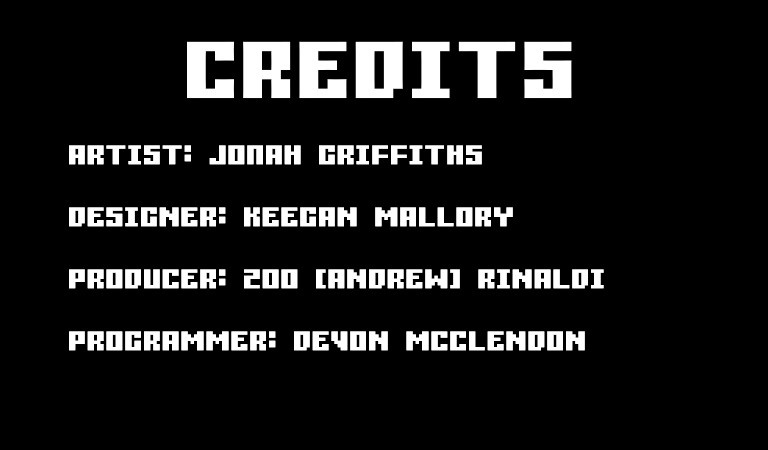 CREDITS
ARTIST: JONAH GRIFFITHS
DESIGNER: KEEGAN MALLORY
PRODUCER: ZOO [ANDREW] RINALDI
PROGRAMMER: DEVON MCCLENDON